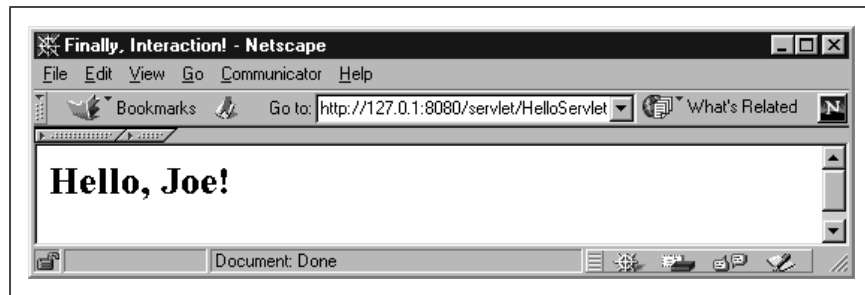 Finally, Interaction! - Netscape
File Edit View Go Communicator Help
Bookmarks Go to: http://127.0.1:8080/servlet/HelloServlet What's Related N
Hello, Joe!
Document: Done